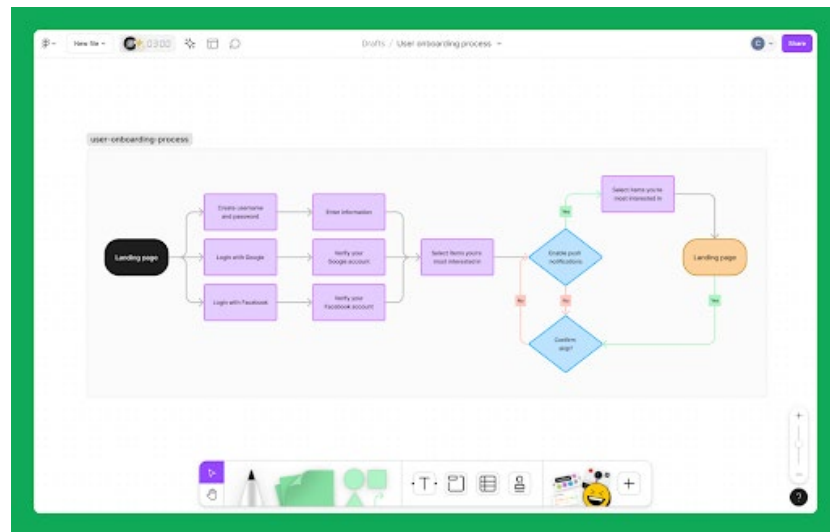 New file
03:00
Drafts / User onboarding process
C
Share
user-onboarding-process
Landing page
Create username
and password
Login with Google
Login with Facebook
Enter information
Verify your
Google account
Verify your
Facebook account
Select items you're
most interested in
Enable push
notifications
Yes
Select items you're
most interested in
Landing page
No
No
Yes
Confirm
skip?
T
?